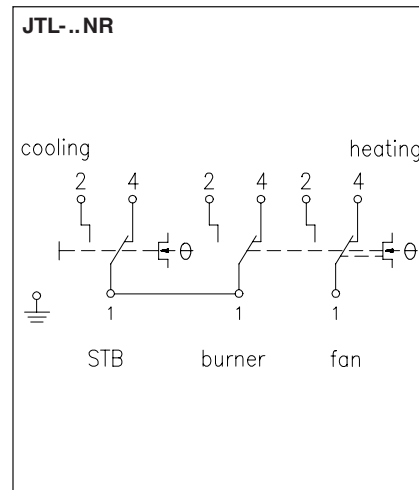 JTL-..NR
cooling heating
2 4 2 4 2 4
θ θ
1 1 1
STB burner fan